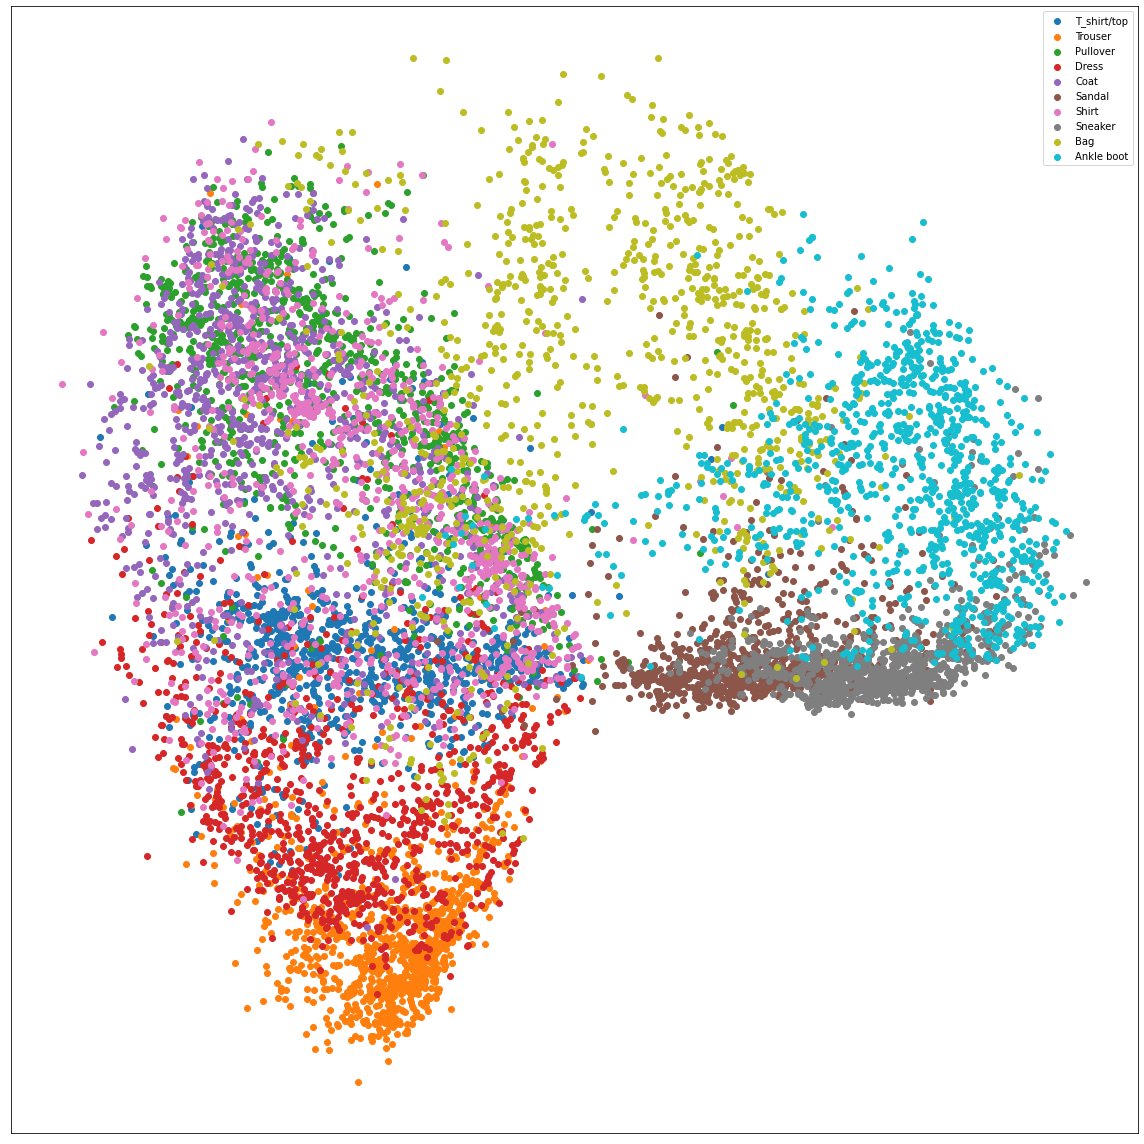 T_shirt/top
Trouser
Pullover
Dress
Coat
Sandal
Shirt
Sneaker
Bag
Ankle boot